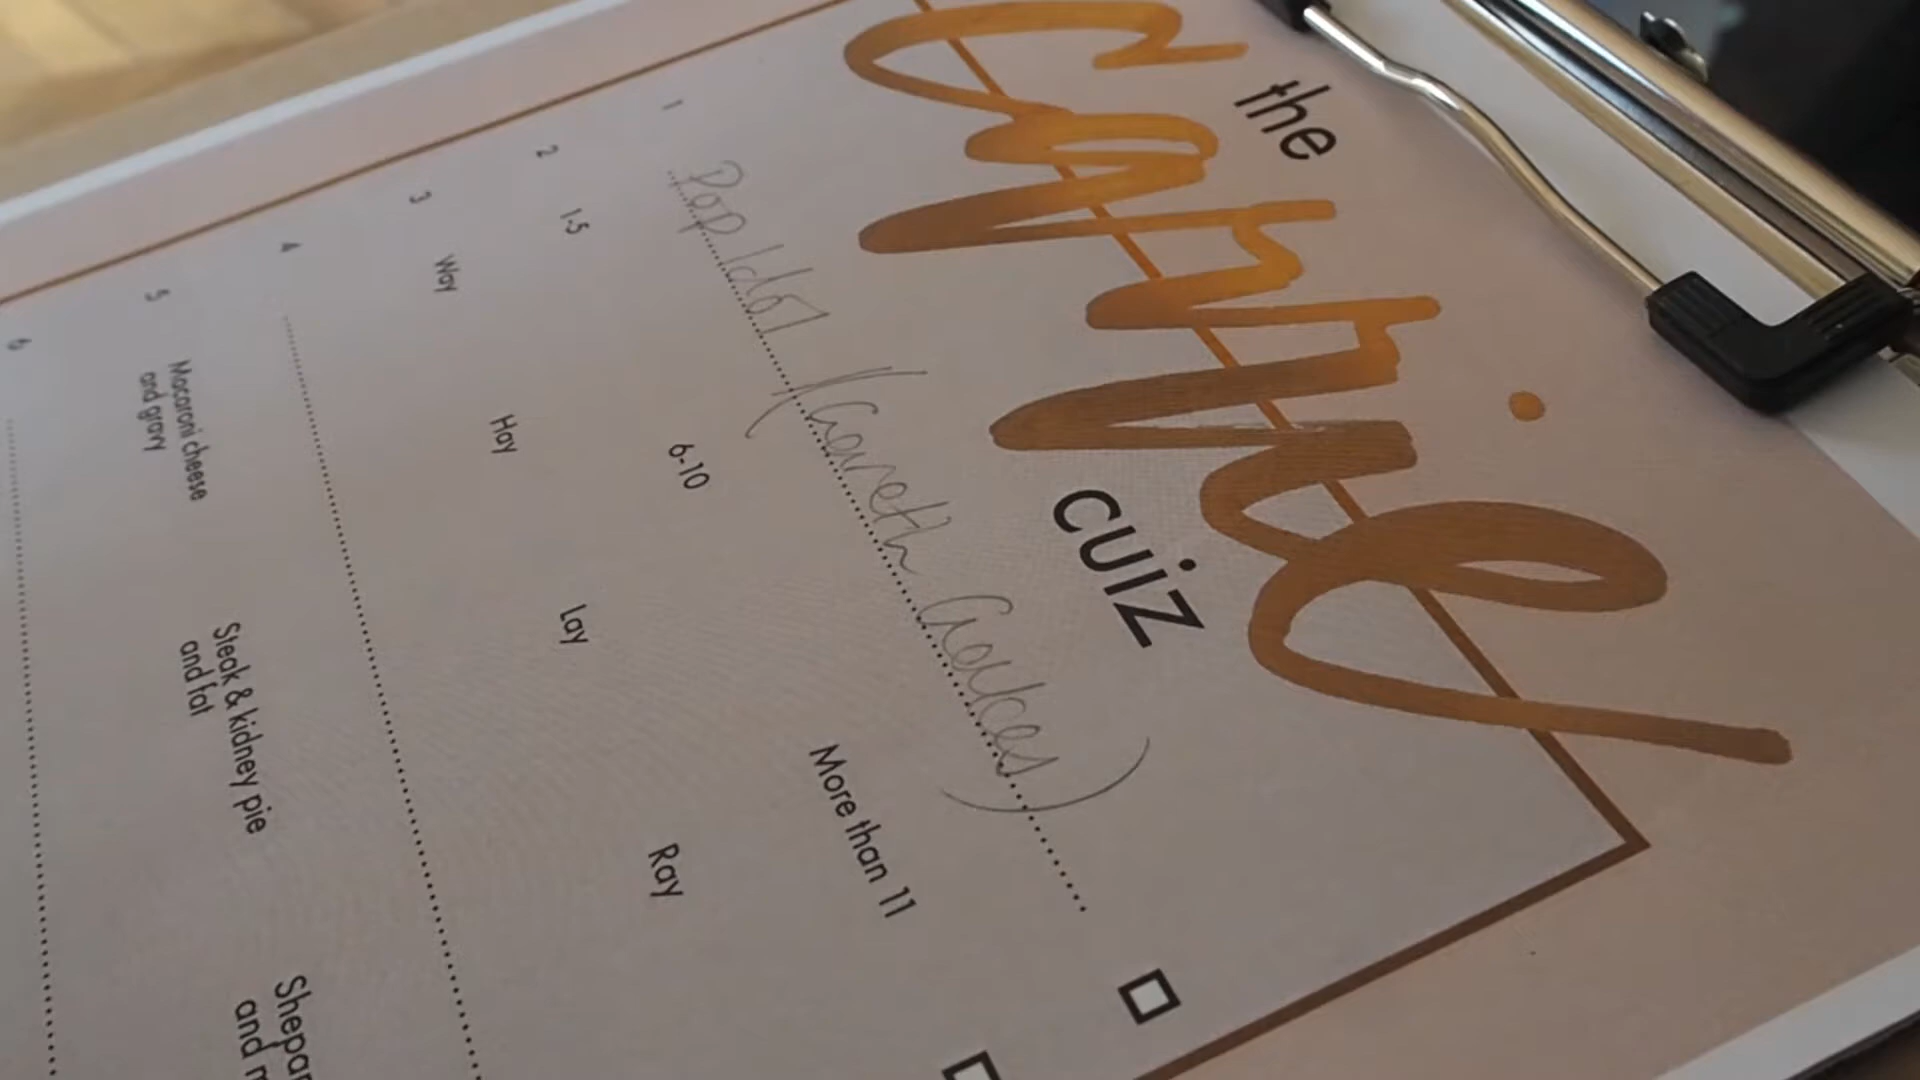 the
connie
cuiz
1 Pop Idol (Gareth Gates)
2 1-5 6-10 More than 11
3 Way Hay Lay Ray
4
5 Macaroni cheese and gravy Steak & kidney pie and fat Shepar
and
6